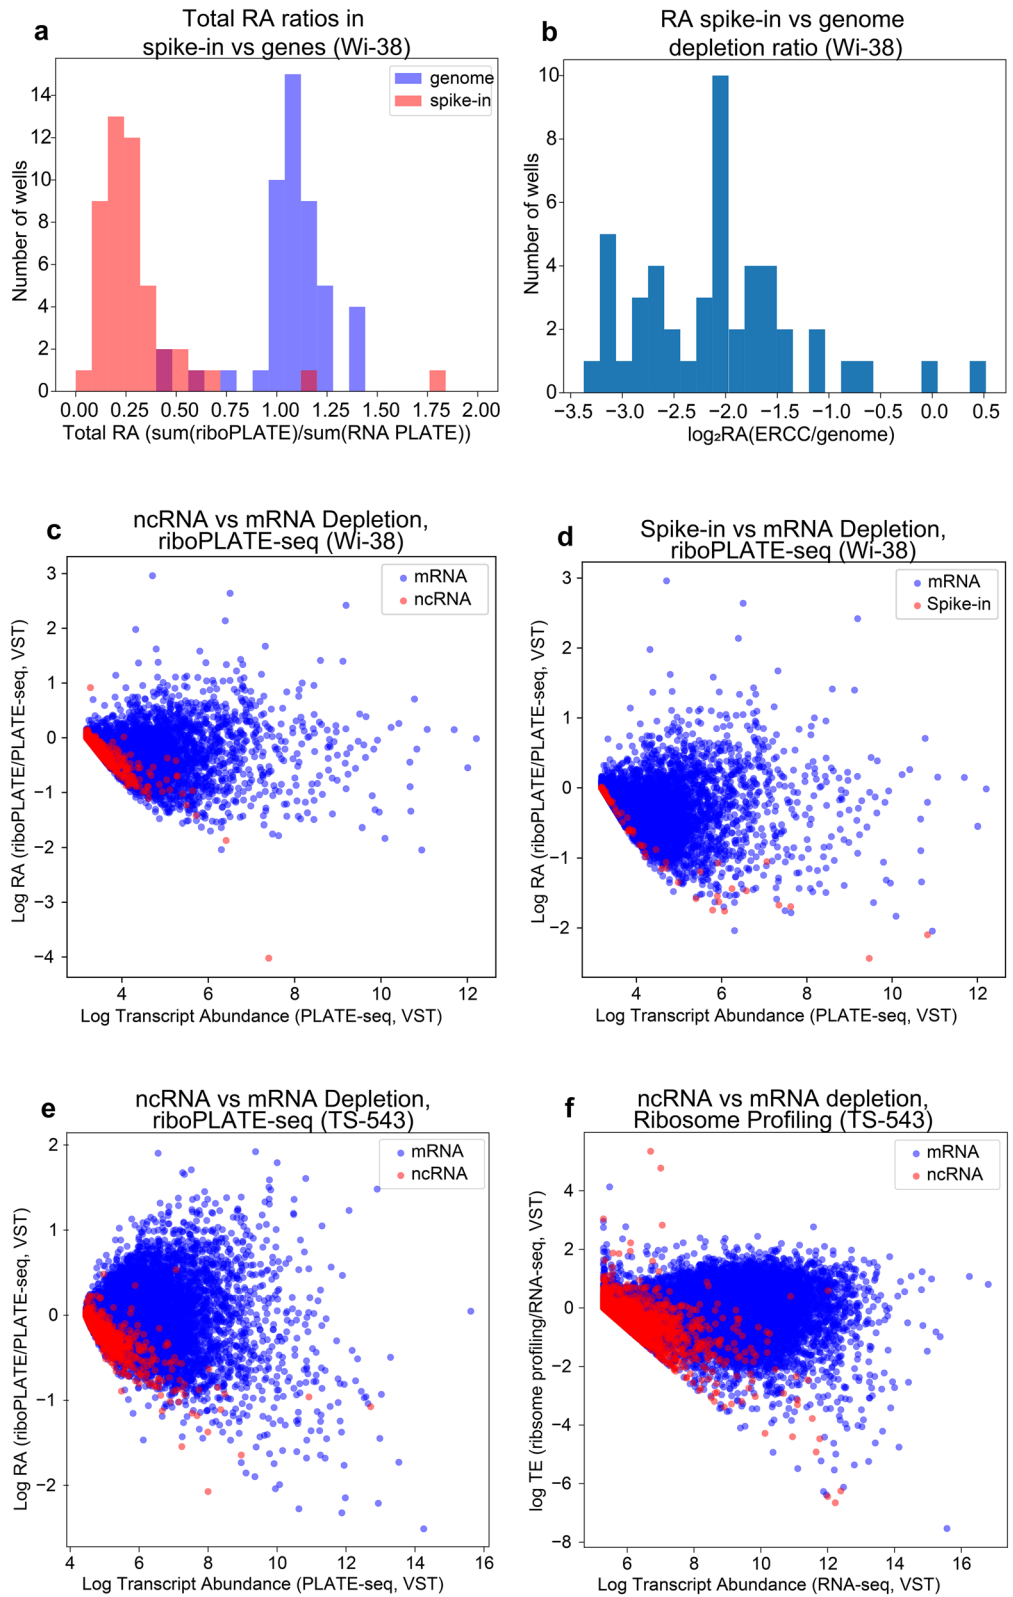 a
Total RA ratios in
spike-in vs genes (Wi-38)
genome
spike-in
Number of wells
14
12
10
8
6
4
2
0
0.00 0.25 0.50 0.75 1.00 1.25 1.50 1.75 2.00
Total RA (sum(riboPLATE)/sum(RNA PLATE))
b
RA spike-in vs genome
depletion ratio (Wi-38)
Number of wells
10
8
6
4
2
0
−3.5 −3.0 −2.5 −2.0 −1.5 −1.0 −0.5 0.0 0.5
log₂RA(ERCC/genome)
c
ncRNA vs mRNA Depletion,
riboPLATE-seq (Wi-38)
mRNA
ncRNA
Log RA (riboPLATE/PLATE-seq, VST)
3
2
1
0
−1
−2
−3
−4
4 6 8 10 12
Log Transcript Abundance (PLATE-seq, VST)
d
Spike-in vs mRNA Depletion,
riboPLATE-seq (Wi-38)
mRNA
Spike-in
Log RA (riboPLATE/PLATE-seq, VST)
3
2
1
0
−1
−2
4 6 8 10 12
Log Transcript Abundance (PLATE-seq, VST)
e
ncRNA vs mRNA Depletion,
riboPLATE-seq (TS-543)
mRNA
ncRNA
Log RA (riboPLATE/PLATE-seq, VST)
2
1
0
−1
−2
4 6 8 10 12 14 16
Log Transcript Abundance (PLATE-seq, VST)
f
ncRNA vs mRNA depletion,
Ribosome Profiling (TS-543)
mRNA
ncRNA
log TE (ribsome profiling/RNA-seq, VST)
4
2
0
−2
−4
−6
−8
6 8 10 12 14 16
Log Transcript Abundance (RNA-seq, VST)